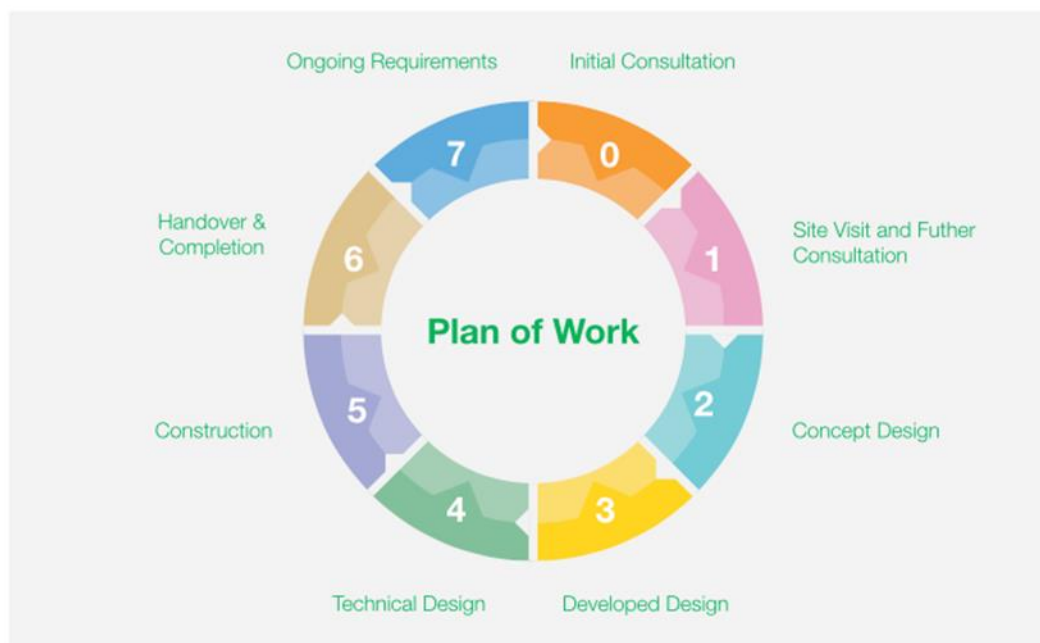 Ongoing Requirements
Initial Consultation
7
0
Handover &
Completion
6
1
Site Visit and Futher
Consultation
Plan of Work
Construction
5
2
Concept Design
4
3
Technical Design
Developed Design